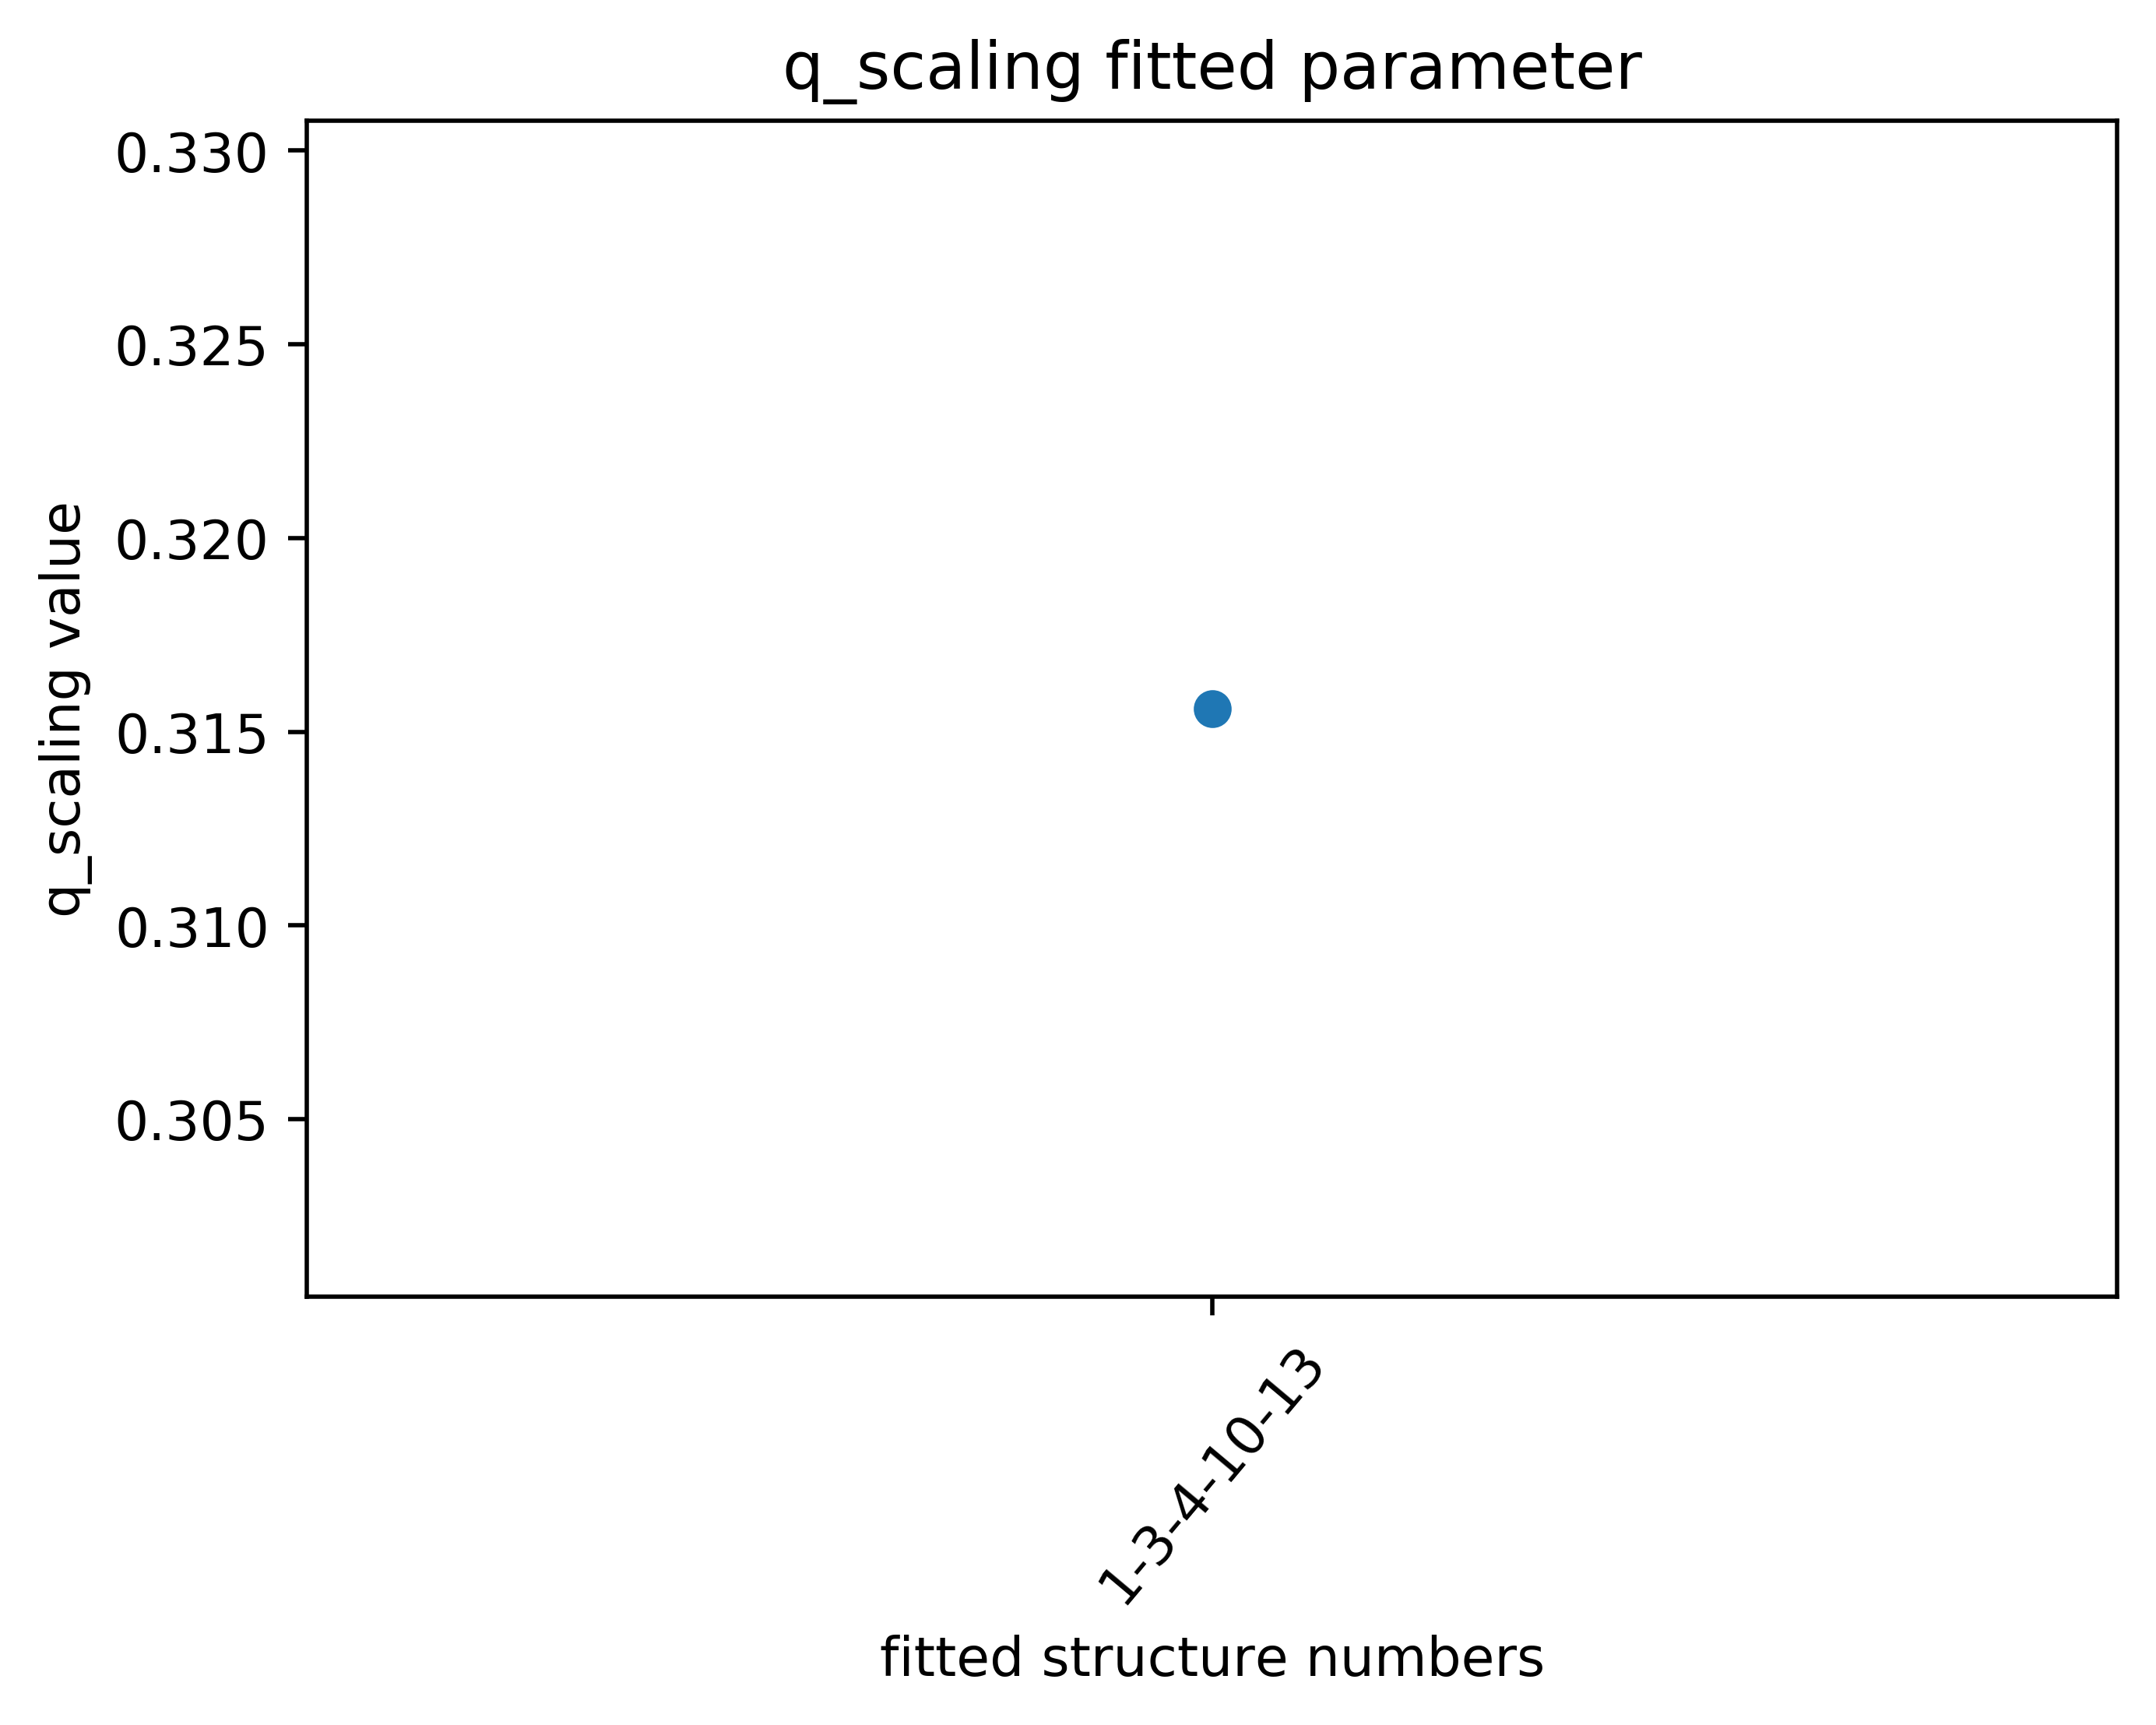 q_scaling fitted parameter
0.330
0.325
0.320
0.315
0.310
0.305
q_scaling value
1-3-4-10-13
fitted structure numbers